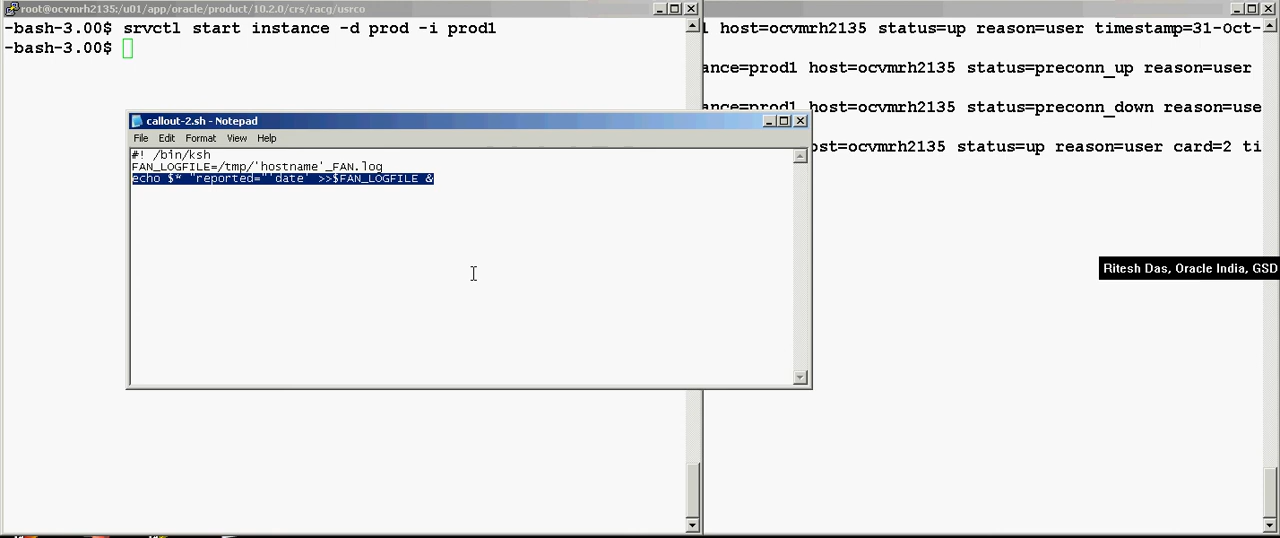 root@ocvmrh2135:/u01/app/oracle/product/10.2.0/crs/racg/usrco
-bash-3.00$ srvctl start instance -d prod -i prod1
-bash-3.00$
l host=ocvmrh2135 status=up reason=user timestamp=31-Oct-
ance=prod1 host=ocvmrh2135 status=preconn_up reason=user
ance=prod1 host=ocvmrh2135 status=preconn_down reason=use
host=ocvmrh2135 status=up reason=user card=2 ti
callout-2.sh - Notepad
File Edit Format View Help
#! /bin/ksh
FAN_LOGFILE=/tmp/'hostname'_FAN.log
echo $* "reported="'date' >>$FAN_LOGFILE &
Ritesh Das, Oracle India, GSD